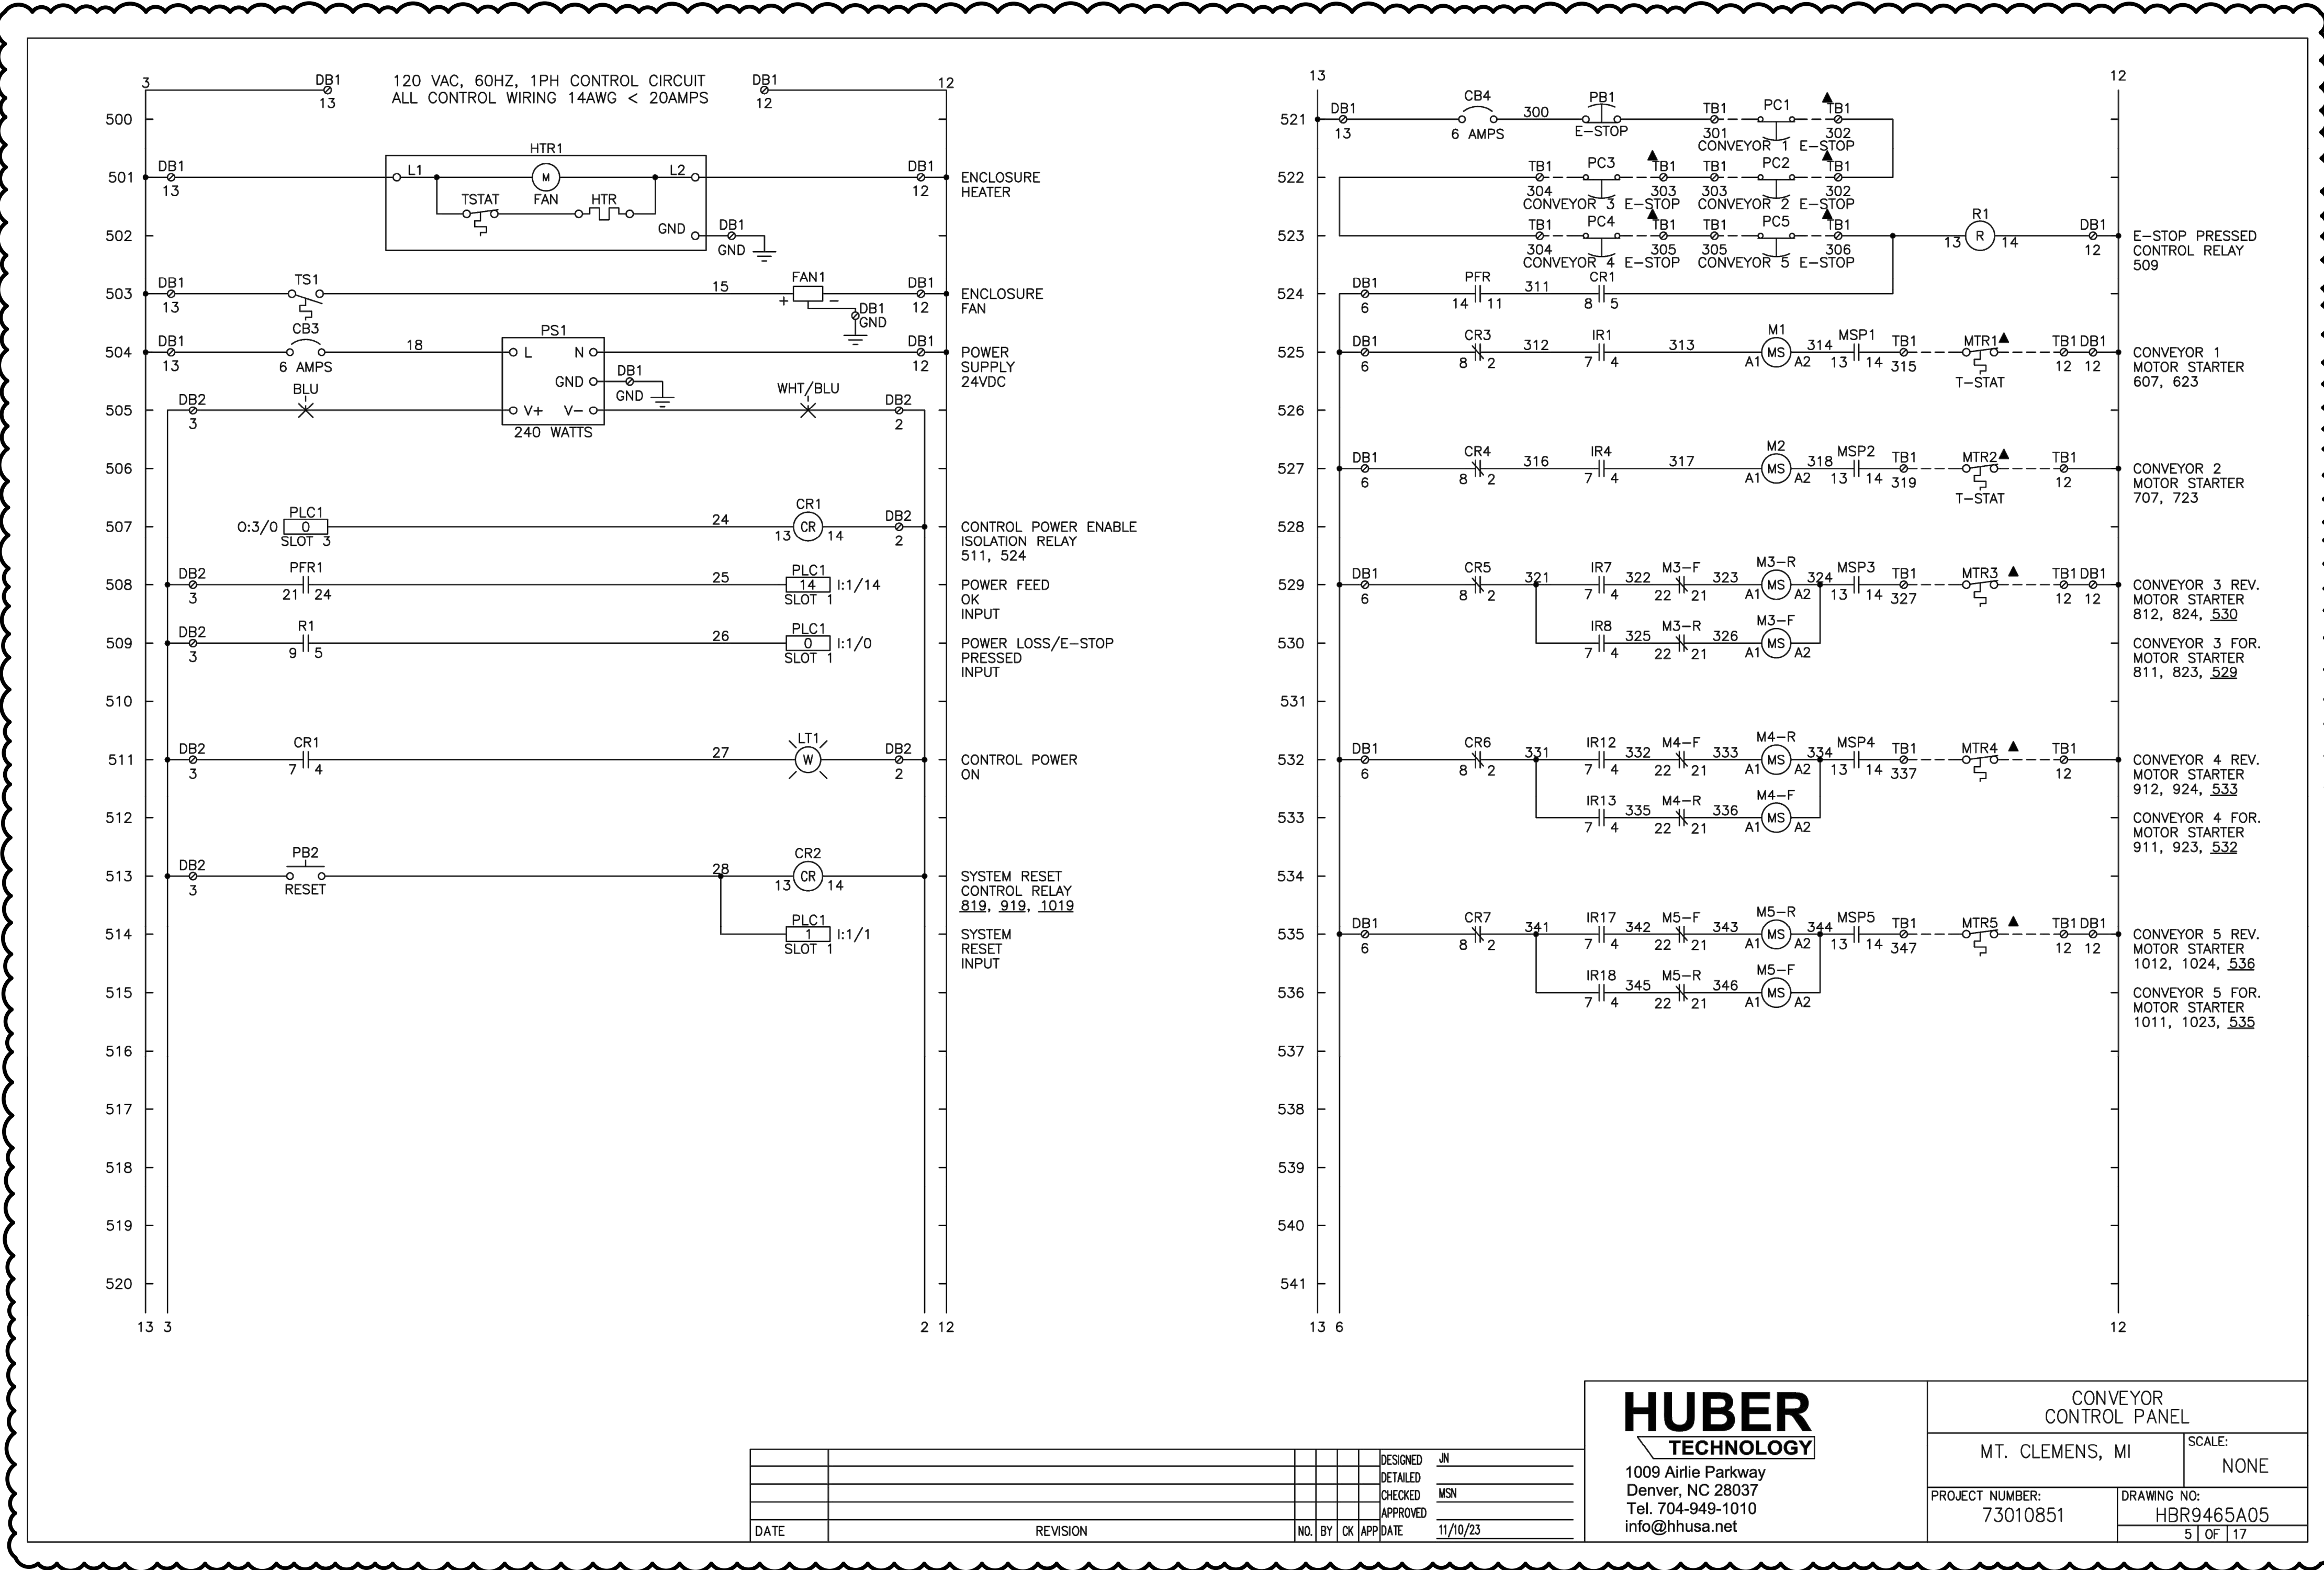 3 DB1 120 VAC, 60HZ, 1PH CONTROL CIRCUIT DB1 12
13 ALL CONTROL WIRING 14AWG < 20AMPS 12
500
HTR1
501 DB1 L1 M L2 DB1 ENCLOSURE
13 TSTAT FAN HTR 12 HEATER
502 GND DB1
GND
503 DB1 TS1 15 FAN1 DB1 ENCLOSURE
13 + - DB1 12 FAN
GND
CB3 PS1
504 DB1 18 L N DB1 POWER
13 6 AMPS 12 SUPPLY
GND DB1 24VDC
GND
BLU WHT/BLU
505 DB2 V+ V- DB2
3 240 WATTS 2
506
PLC1 CR1
507 O:3/0 0 24 CR DB2 CONTROL POWER ENABLE
SLOT 3 13 14 2 ISOLATION RELAY
511, 524
PFR1 PLC1
508 DB2 25 14 I:1/14 POWER FEED
3 21 24 SLOT 1 OK
INPUT
R1 PLC1
509 DB2 26 0 I:1/0 POWER LOSS/E-STOP
3 9 5 SLOT 1 PRESSED
INPUT
510
CR1 LT1
511 DB2 27 W DB2 CONTROL POWER
3 7 4 2 ON
512
PB2 CR2
513 DB2 28 CR SYSTEM RESET
3 RESET 13 14 CONTROL RELAY
819, 919, 1019
PLC1
514 1 I:1/1 SYSTEM
SLOT 1 RESET
INPUT
515
516
517
518
519
520
13 3 2 12
13 12
CB4 PB1 PC1
521 DB1 300 TB1 TB1
13 6 AMPS E-STOP 301 302
CONVEYOR 1 E-STOP
522 TB1 PC3 TB1 TB1 PC2 TB1
304 303 303 302
CONVEYOR 3 E-STOP CONVEYOR 2 E-STOP
523 TB1 PC4 TB1 TB1 PC5 TB1 R1 DB1 E-STOP PRESSED
304 305 305 306 13 R 14 12 CONTROL RELAY
CONVEYOR 4 E-STOP CONVEYOR 5 E-STOP 509
524 DB1 PFR 311 CR1
6 14 11 8 5
525 DB1 CR3 312 IR1 313 M1 314 MSP1 TB1 MTR1 TB1 DB1 CONVEYOR 1
6 8 2 7 4 A1 MS A2 13 14 315 T-STAT 12 12 MOTOR STARTER
607, 623
526
527 DB1 CR4 316 IR4 317 M2 318 MSP2 TB1 MTR2 TB1 CONVEYOR 2
6 8 2 7 4 A1 MS A2 13 14 319 T-STAT 12 MOTOR STARTER
707, 723
528
529 DB1 CR5 321 IR7 322 M3-F 323 M3-R 324 MSP3 TB1 MTR3 TB1 DB1 CONVEYOR 3 REV.
6 8 2 7 4 22 21 A1 MS A2 13 14 327 12 12 MOTOR STARTER
812, 824, 530
530 IR8 325 M3-R 326 M3-F CONVEYOR 3 FOR.
7 4 22 21 A1 MS A2 MOTOR STARTER
811, 823, 529
531
532 DB1 CR6 331 IR12 332 M4-F 333 M4-R 334 MSP4 TB1 MTR4 TB1 CONVEYOR 4 REV.
6 8 2 7 4 22 21 A1 MS A2 13 14 337 12 MOTOR STARTER
912, 924, 533
533 IR13 335 M4-R 336 M4-F CONVEYOR 4 FOR.
7 4 22 21 A1 MS A2 MOTOR STARTER
911, 923, 532
534
535 DB1 CR7 341 IR17 342 M5-F 343 M5-R 344 MSP5 TB1 MTR5 TB1 DB1 CONVEYOR 5 REV.
6 8 2 7 4 22 21 A1 MS A2 13 14 347 12 12 MOTOR STARTER
1012, 1024, 536
536 IR18 345 M5-R 346 M5-F CONVEYOR 5 FOR.
7 4 22 21 A1 MS A2 MOTOR STARTER
1011, 1023, 535
537
538
539
540
541
13 6 12
DATE REVISION NO. BY CK APP
DESIGNED JN
DETAILED
CHECKED MSN
APPROVED
DATE 11/10/23
HUBER
TECHNOLOGY
1009 Airlie Parkway
Denver, NC 28037
Tel. 704-949-1010
info@hhusa.net
CONVEYOR
CONTROL PANEL
MT. CLEMENS, MI
SCALE:
NONE
PROJECT NUMBER:
73010851
DRAWING NO:
HBR9465A05
5 OF 17